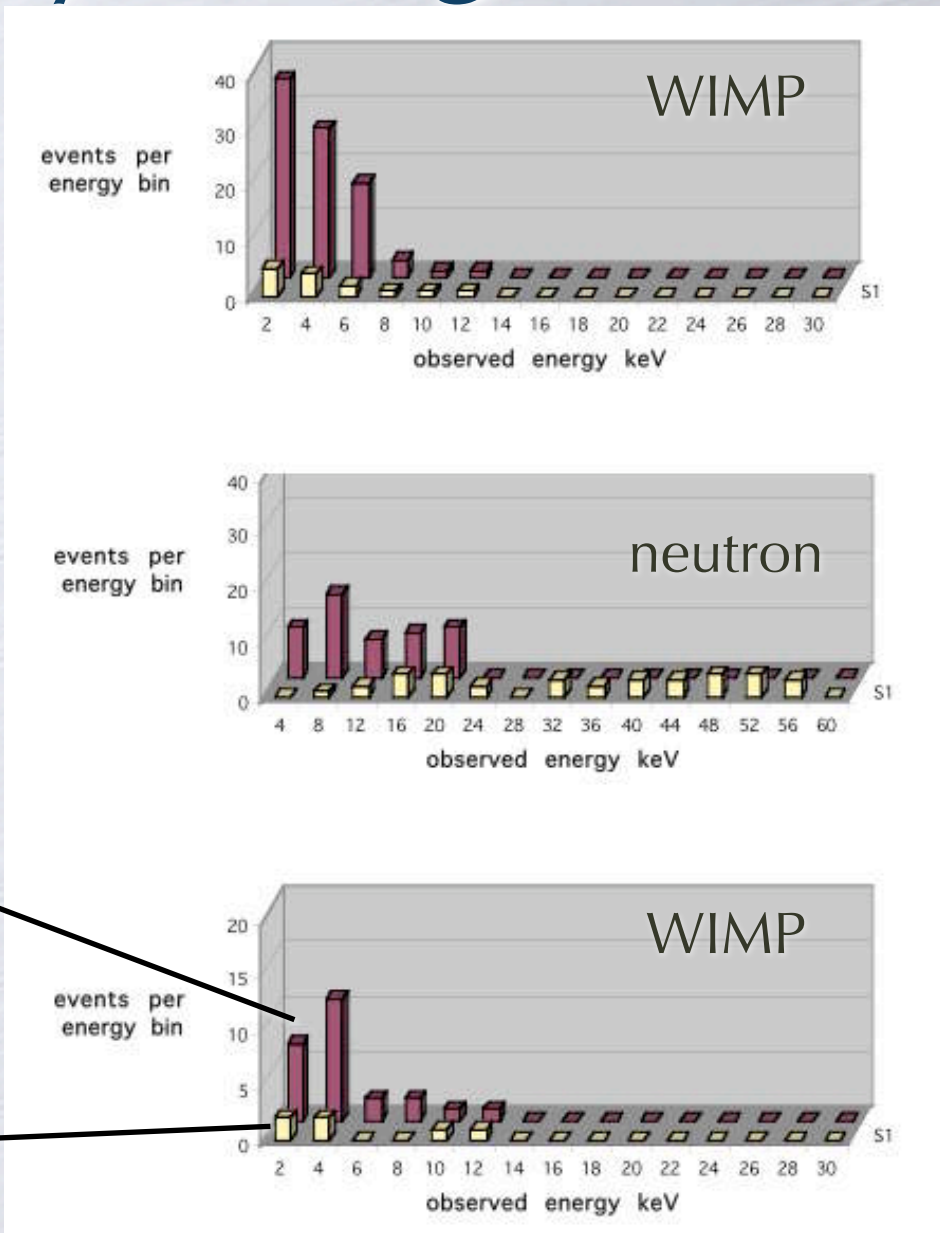 WIMP
40
30
20
10
0
events per
energy bin
S1
2 4 6 8 10 12 14 16 18 20 22 24 26 28 30
observed energy keV
neutron
40
30
20
10
0
events per
energy bin
S1
4 8 12 16 20 24 28 32 36 40 44 48 52 56 60
observed energy keV
WIMP
20
15
10
5
0
events per
energy bin
S1
2 4 6 8 10 12 14 16 18 20 22 24 26 28 30
observed energy keV